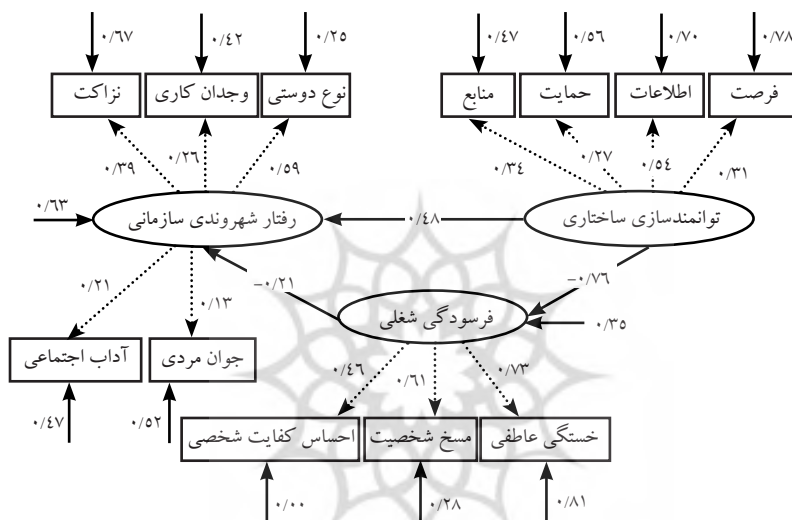 ۰/۷۸ ۰/۷۰ ۰/۵۶ ۰/۴۷ ۰/۲۵ ۰/۴۲ ۰/۶۷
فرصت اطلاعات حمایت منابع نوع دوستی وجدان کاری نزاکت
۰/۳۱ ۰/۵۴ ۰/۲۷ ۰/۳۴ ۰/۵۹ ۰/۲۶ ۰/۳۹
توانمندسازی ساختاری ۰/۴۸ رفتار شهروندی سازمانی ۰/۶۳
-۰/۷۶ -۰/۲۱ ۰/۱۳ ۰/۲۱
فرسودگی شغلی ۰/۳۵
جوان مردی آداب اجتماعی
۰/۷۳ ۰/۶۱ ۰/۴۶
۰/۵۲ ۰/۴۷
خستگی عاطفی مسخ شخصیت احساس کفایت شخصی
۰/۸۱ ۰/۲۸ ۰/۰۰